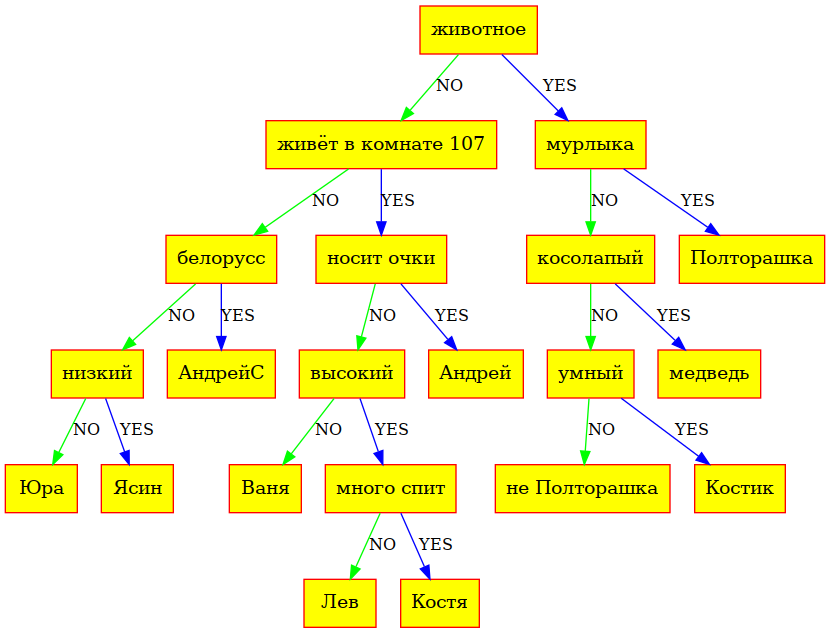 животное
NO
YES
живёт в комнате 107
мурлыка
NO
YES
NO
YES
белорусс
носит очки
косолапый
Полторашка
NO
YES
NO
YES
NO
YES
низкий
АндрейС
высокий
Андрей
умный
медведь
NO
YES
NO
YES
NO
YES
Юра
Ясин
Ваня
много спит
не Полторашка
Костик
NO
YES
Лев
Костя